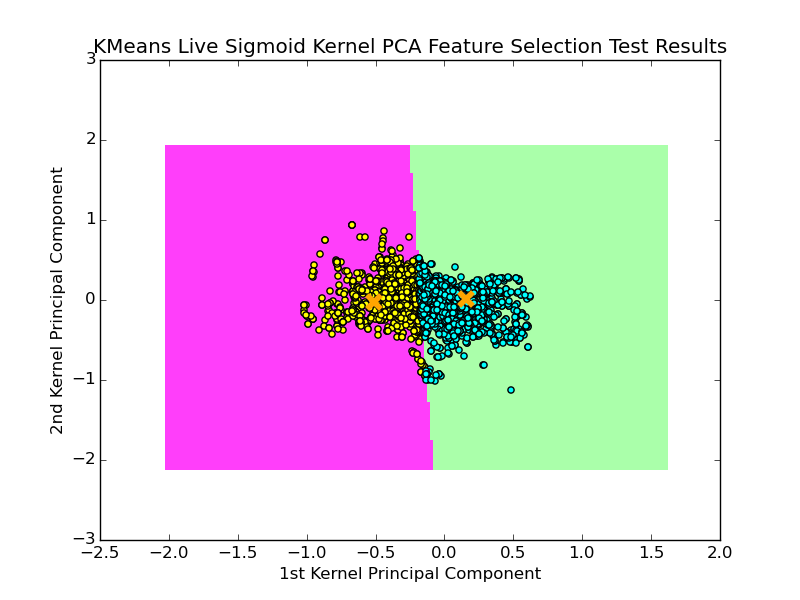 KMeans Live Sigmoid Kernel PCA Feature Selection Test Results
3
2
1
0
−1
−2
−3
2nd Kernel Principal Component
−2.5 −2.0 −1.5 −1.0 −0.5 0.0 0.5 1.0 1.5 2.0
1st Kernel Principal Component